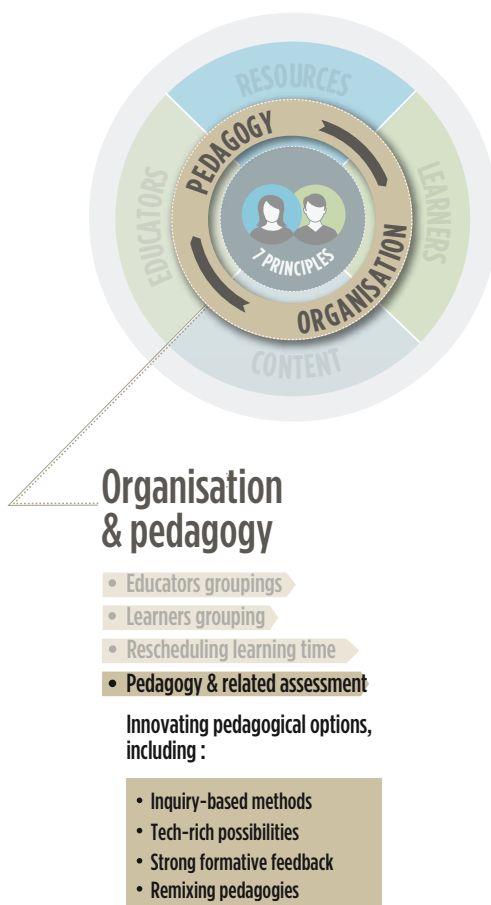 RESOURCES
PEDAGOGY
EDUCATORS
LEARNERS
7 PRINCIPLES
ORGANISATION
CONTENT
Organisation
& pedagogy
• Educators groupings
• Learners grouping
• Rescheduling learning time
• Pedagogy & related assessment
Innovating pedagogical options,
including :
• Inquiry-based methods
• Tech-rich possibilities
• Strong formative feedback
• Remixing pedagogies